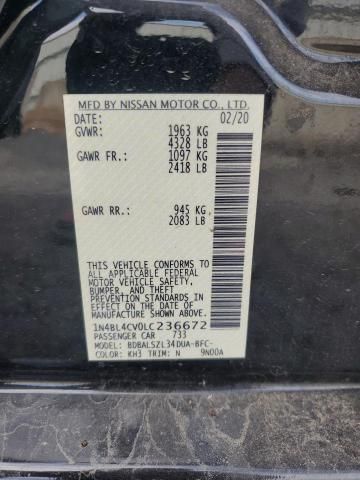 MFD BY NISSAN MOTOR CO., LTD.
DATE: 02/20
GVWR: 1963 KG
4328 LB
GAWR FR: 1097 KG
2418 LB
GAWR RR: 945 KG
2083 LB
THIS VEHICLE CONFORMS TO ALL
APPLICABLE FEDERAL MOTOR
VEHICLE SAFETY,
BUMPER, AND THEFT PREVENTION
STANDARDS IN EFFECT ON THE
DATE OF MANUFACTURE SHOWN
ABOVE.
1N4BL4CV0LC236672
PASSENGER CAR 733
MODEL: BDBALSZL34DUA-BFC-
COLOR: KH3 TRIM: N 9N00A